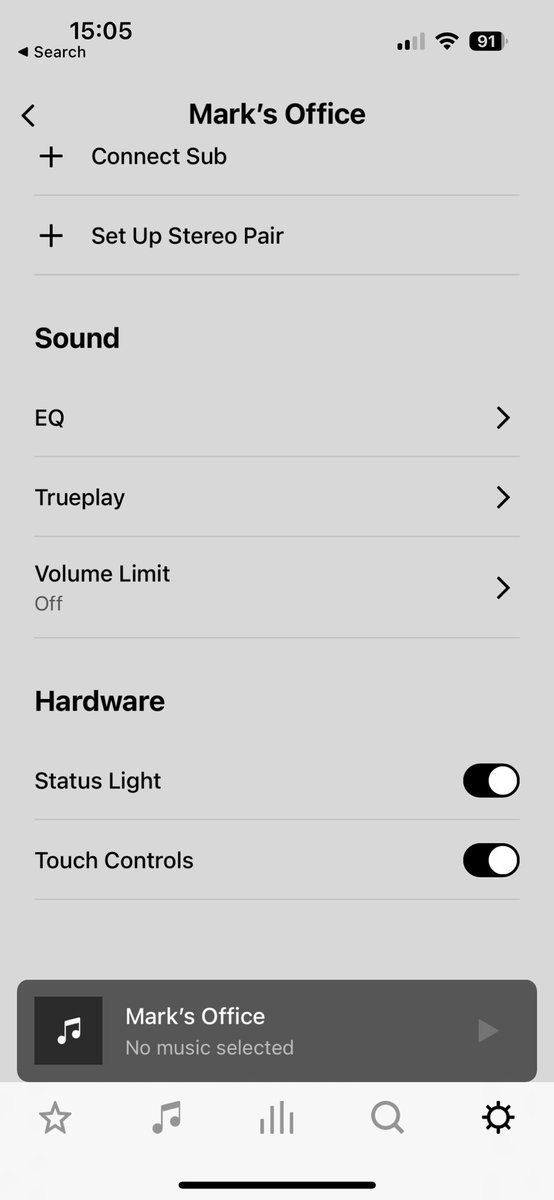 15:05
91
◀ Search
Mark’s Office
Connect Sub
Set Up Stereo Pair
Sound
EQ
Trueplay
Volume Limit
Off
Hardware
Status Light
Touch Controls
Mark’s Office
No music selected